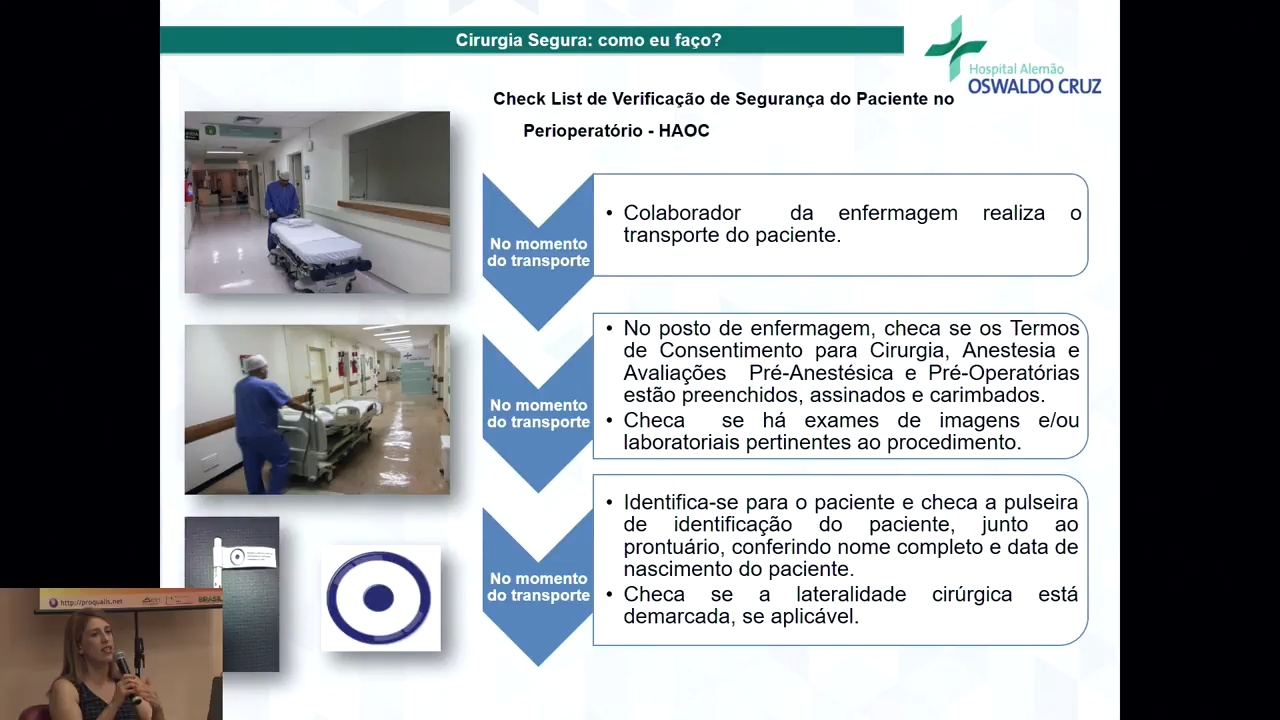 Cirurgia Segura: como eu faço?
Hospital Alemão
OSWALDO CRUZ
Check List de Verificação de Segurança do Paciente no
Perioperatório - HAOC
No momento
do transporte
• Colaborador da enfermagem realiza o
transporte do paciente.
No momento
do transporte
• No posto de enfermagem, checa se os Termos
de Consentimento para Cirurgia, Anestesia e
Avaliações Pré-Anestésica e Pré-Operatórias
estão preenchidos, assinados e carimbados.
• Checa se há exames de imagens e/ou
laboratoriais pertinentes ao procedimento.
No momento
do transporte
• Identifica-se para o paciente e checa a pulseira
de identificação do paciente, junto ao
prontuário, conferindo nome completo e data de
nascimento do paciente.
• Checa se a lateralidade cirúrgica está
demarcada, se aplicável.
http://proqualis.net
BRASIL